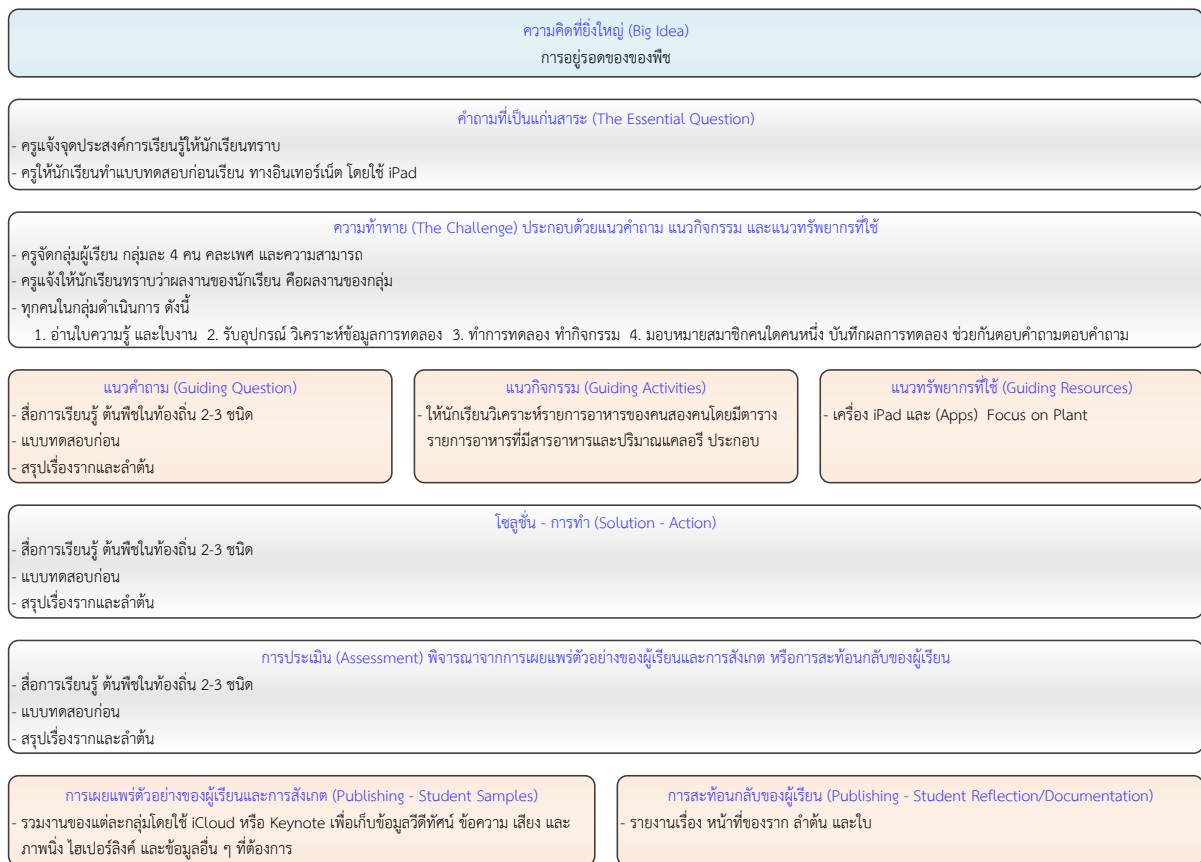 ความคิดที่ยิ่งใหญ่ (Big Idea)
การอยู่รอดของของพืช
คำถามที่เป็นแก่นสาระ (The Essential Question)
- ครูแจ้งจุดประสงค์การเรียนรู้ให้นักเรียนทราบ
- ครูให้นักเรียนทำแบบทดสอบก่อนเรียน ทางอินเทอร์เน็ต โดยใช้ iPad
ความท้าทาย (The Challenge) ประกอบด้วยแนวคำถาม แนวกิจกรรม และแนวทรัพยากรที่ใช้
- ครูจัดกลุ่มผู้เรียน กลุ่มละ 4 คน คละเพศ และความสามารถ
- ครูแจ้งให้นักเรียนทราบว่าผลงานของนักเรียน คือผลงานของกลุ่ม
- ทุกคนในกลุ่มดำเนินการ ดังนี้
1. อ่านใบความรู้ และใบงาน 2. รับอุปกรณ์ วิเคราะห์ข้อมูลการทดลอง 3. ทำการทดลอง ทำกิจกรรม 4. มอบหมายสมาชิกคนใดคนหนึ่ง บันทึกผลการทดลอง ช่วยกันตอบคำถามตอบคำถาม
แนวคำถาม (Guiding Question)
- สื่อการเรียนรู้ ต้นพืชในท้องถิ่น 2-3 ชนิด
- แบบทดสอบก่อน
- สรุปเรื่องรากและลำต้น
แนวกิจกรรม (Guiding Activities)
- ให้นักเรียนวิเคราะห์รายการอาหารของคนสองคนโดยมีตาราง
รายการอาหารที่มีสารอาหารและปริมาณแคลอรี ประกอบ
แนวทรัพยากรที่ใช้ (Guiding Resources)
- เครื่อง iPad และ (Apps) Focus on Plant
โซลูชั่น - การทำ (Solution - Action)
- สื่อการเรียนรู้ ต้นพืชในท้องถิ่น 2-3 ชนิด
- แบบทดสอบก่อน
- สรุปเรื่องรากและลำต้น
การประเมิน (Assessment) พิจารณาจากการเผยแพร่ตัวอย่างของผู้เรียนและการสังเกต หรือการสะท้อนกลับของผู้เรียน
- สื่อการเรียนรู้ ต้นพืชในท้องถิ่น 2-3 ชนิด
- แบบทดสอบก่อน
- สรุปเรื่องรากและลำต้น
การเผยแพร่ตัวอย่างของผู้เรียนและการสังเกต (Publishing - Student Samples)
- รวมงานของแต่ละกลุ่มโดยใช้ iCloud หรือ Keynote เพื่อเก็บข้อมูลวีดีทัศน์ ข้อความ เสียง และ
ภาพนิ่ง ไฮเปอร์ลิงค์ และข้อมูลอื่น ๆ ที่ต้องการ
การสะท้อนกลับของผู้เรียน (Publishing - Student Reflection/Documentation)
- รายงานเรื่อง หน้าที่ของราก ลำต้น และใบ